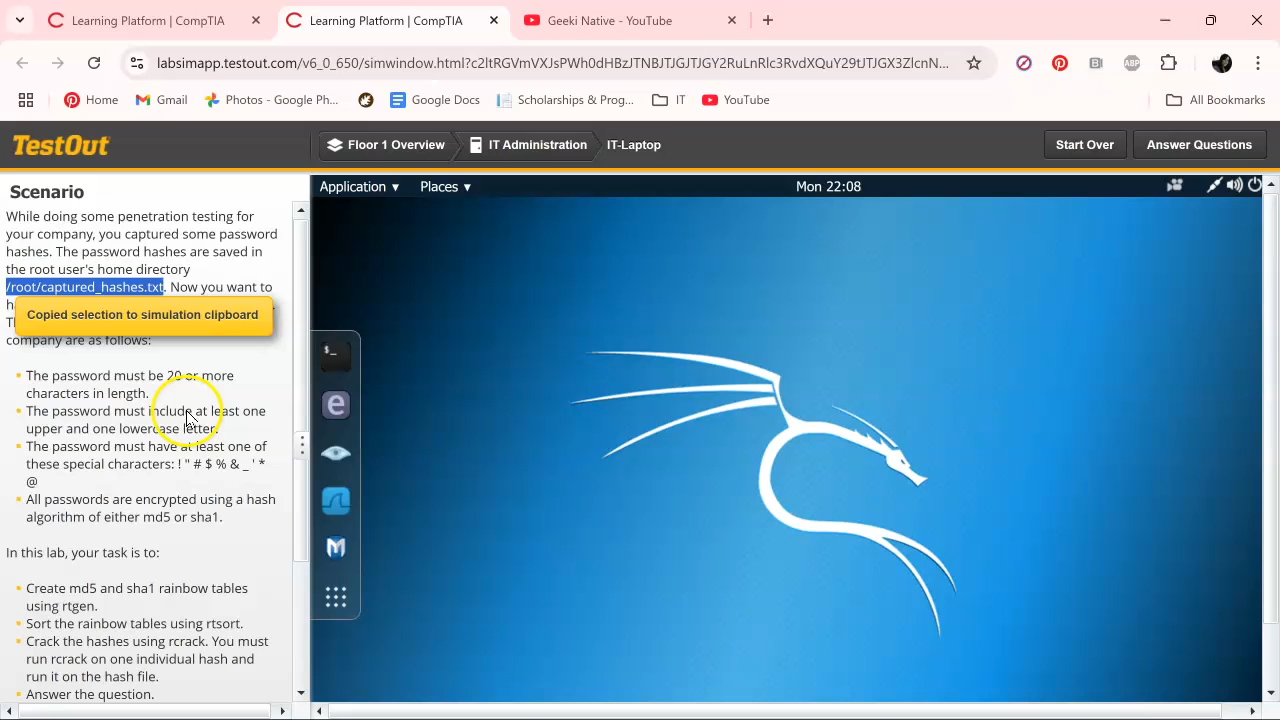 Learning Platform | CompTIA
Learning Platform | CompTIA
Geeki Native - YouTube
labsimapp.testout.com/v6_0_650/simwindow.html?c2ltRGVmVXJsPWh0dHBzJTNBJTJGJTJGY2RuLnRlc3RvdXQuY29tJTJGX3ZlcnN...
Home
Gmail
Photos - Google Ph...
Google Docs
Scholarships & Prog...
IT
YouTube
All Bookmarks
TestOut
Floor 1 Overview
IT Administration
IT-Laptop
Start Over
Answer Questions
Scenario
Application
Places
Mon 22:08
While doing some penetration testing for
your company, you captured some password
hashes. The password hashes are saved in
the root user's home directory
/root/captured_hashes.txt. Now you want to
Copied selection to simulation clipboard
company are as follows:
The password must be 20 or more
characters in length.
The password must include at least one
upper and one lowercase letter.
The password must have at least one of
these special characters: ! " # $ % & _ ' *
@
All passwords are encrypted using a hash
algorithm of either md5 or sha1.
In this lab, your task is to:
Create md5 and sha1 rainbow tables
using rtgen.
Sort the rainbow tables using rtsort.
Crack the hashes using rcrack. You must
run rcrack on one individual hash and
run it on the hash file.
Answer the question.